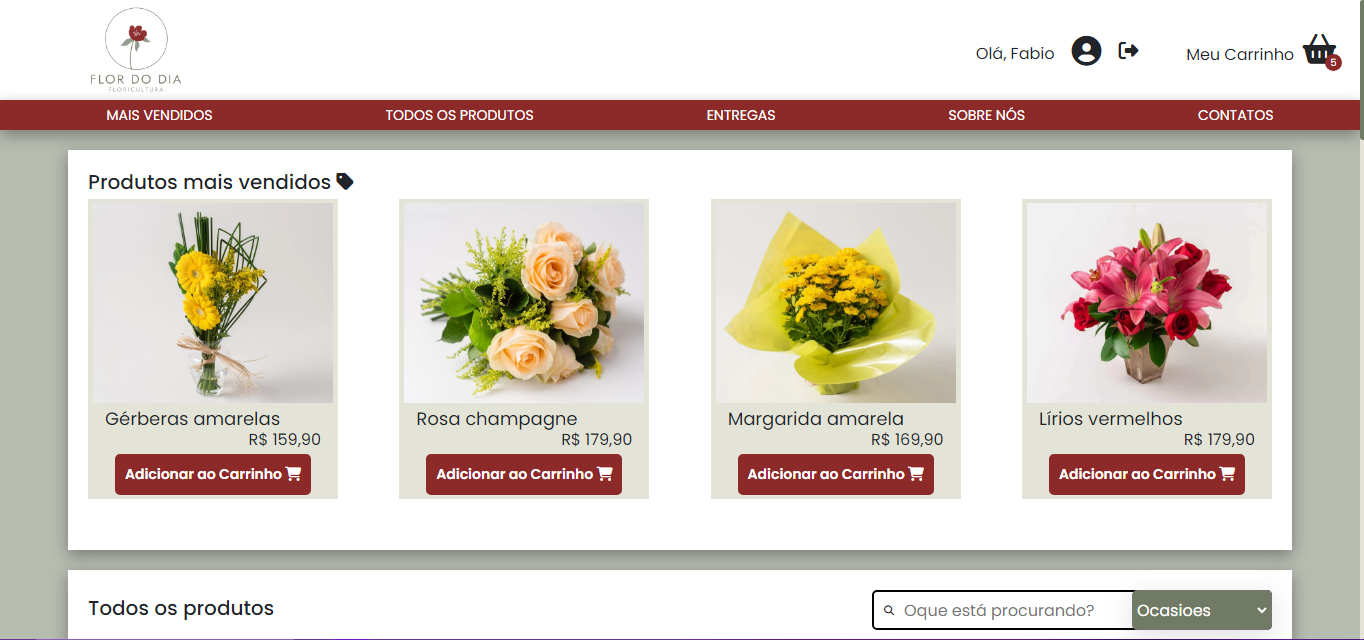 FLOR DO DIA
FLORICULTURA
Olá, Fabio
Meu Carrinho
5
MAIS VENDIDOS
TODOS OS PRODUTOS
ENTREGAS
SOBRE NÓS
CONTATOS
Produtos mais vendidos
Gérberas amarelas
R$ 159,90
Adicionar ao Carrinho
Rosa champagne
R$ 179,90
Adicionar ao Carrinho
Margarida amarela
R$ 169,90
Adicionar ao Carrinho
Lírios vermelhos
R$ 179,90
Adicionar ao Carrinho
Todos os produtos
Oque está procurando?
Ocasioes